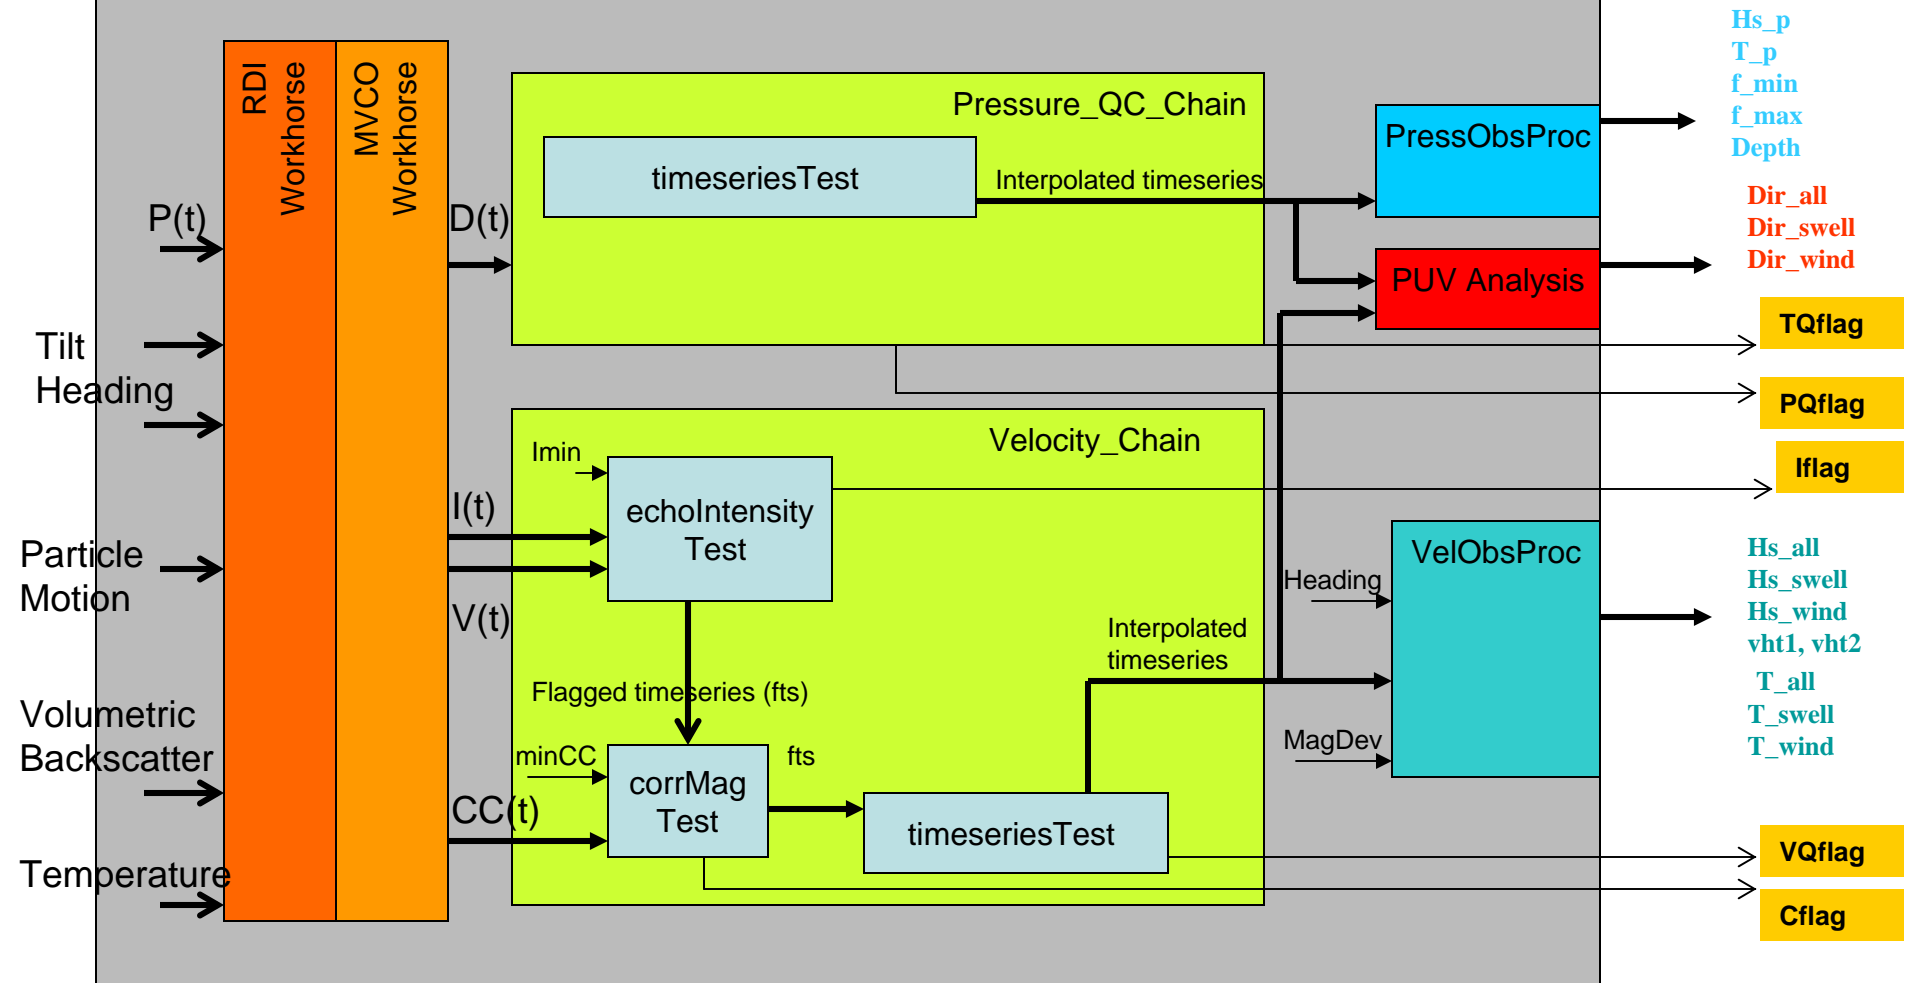 RDI
Workhorse
MVCO
Workhorse
P(t)
Tilt
Heading
Particle
Motion
Volumetric
Backscatter
Temperature
D(t)
I(t)
V(t)
CC(t)
Pressure_QC_Chain
timeseriesTest
Interpolated timeseries
Velocity_Chain
Imin
echoIntensity
Test
Flagged timeseries (fts)
minCC
corrMag
Test
fts
timeseriesTest
Interpolated
timeseries
PressObsProc
PUV Analysis
Heading
VelObsProc
MagDev
Hs_p
T_p
f_min
f_max
Depth
Dir_all
Dir_swell
Dir_wind
TQflag
PQflag
Iflag
Hs_all
Hs_swell
Hs_wind
vht1, vht2
T_all
T_swell
T_wind
VQflag
Cflag